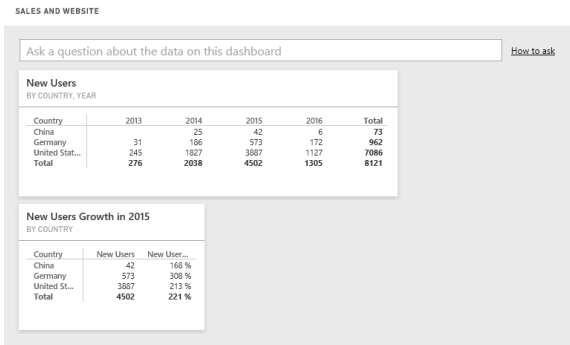 SALES AND WEBSITE
Ask a question about the data on this dashboard
How to ask
New Users
BY COUNTRY, YEAR
Country 2013 2014 2015 2016 Total
China 25 42 6 73
Germany 31 186 573 172 962
United Stat... 245 1827 3887 1127 7086
Total 276 2038 4502 1305 8121
New Users Growth in 2015
BY COUNTRY
Country New Users New User...
China 42 168 %
Germany 573 308 %
United St... 3887 213 %
Total 4502 221 %